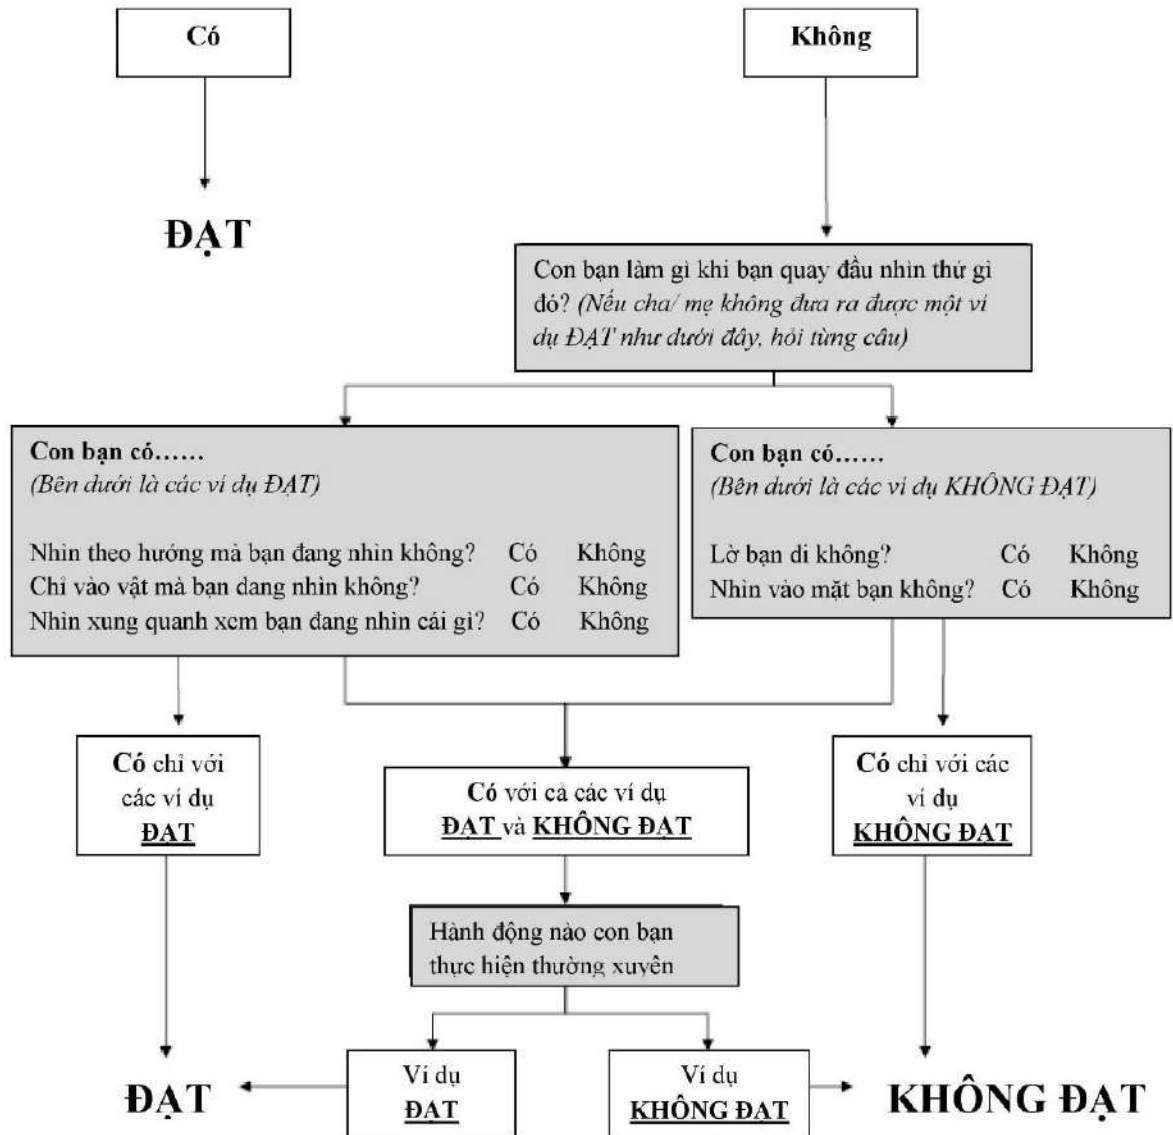 Có
Không
ĐẠT
Con bạn làm gì khi bạn quay đầu nhìn thứ gì
đó? (Nếu cha/ mẹ không đưa ra được một ví
dụ ĐẠT như dưới đây, hỏi từng câu)
Con bạn có……
(Bên dưới là các ví dụ ĐẠT)
Nhìn theo hướng mà bạn đang nhìn không? Có Không
Chỉ vào vật mà bạn đang nhìn không? Có Không
Nhìn xung quanh xem bạn đang nhìn cái gì? Có Không
Con bạn có……
(Bên dưới là các ví dụ KHÔNG ĐẠT)
Lờ bạn đi không? Có Không
Nhìn vào mặt bạn không? Có Không
Có chỉ với
các ví dụ
ĐẠT
Có với cả các ví dụ
ĐẠT và KHÔNG ĐẠT
Có chỉ với các
ví dụ
KHÔNG ĐẠT
Hành động nào con bạn
thực hiện thường xuyên
Ví dụ
ĐẠT
Ví dụ
KHÔNG ĐẠT
ĐẠT
KHÔNG ĐẠT